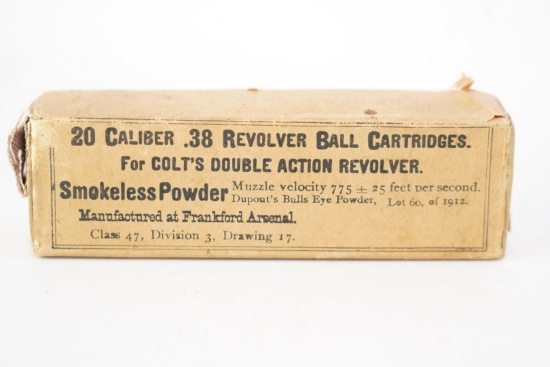 20 CALIBER .38 REVOLVER BALL CARTRIDGES.
FOR COLT'S DOUBLE ACTION REVOLVER.
Smokeless Powder Muzzle velocity 775 ± 25 feet per second.
Dupont's Bulls Eye Powder, Lot 60, of 1912.
Manufactured at Frankford Arsenal.
Class 47, Division 3, Drawing 17.